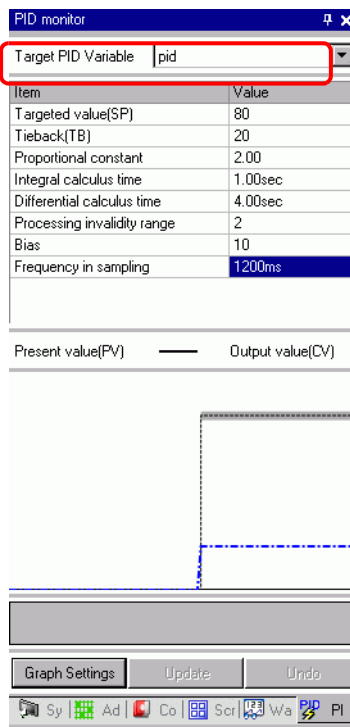 PID monitor
Target PID Variable pid
Item Value
Targeted value(SP) 80
Tieback(TB) 20
Proportional constant 2.00
Integral calculus time 1.00sec
Differential calculus time 4.00sec
Processing invalidity range 2
Bias 10
Frequency in sampling 1200ms
Present value(PV) Output value(CV)
Graph Settings Update Undo
Sy Ad Co Scr Wa PID PI